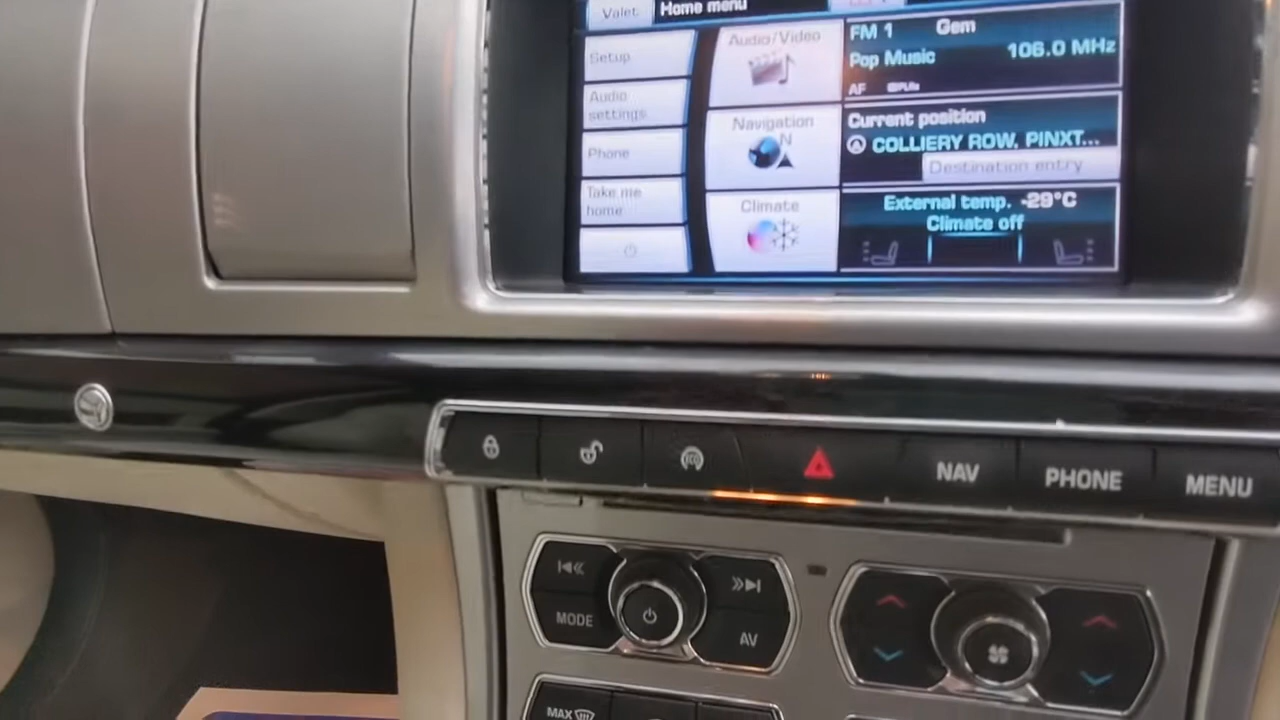 Valet
Home menu
Setup
Audio settings
Phone
Take me home
Audio/Video
Navigation
N
Climate
FM 1 Gem
Pop Music 106.0 MHz
AF
Current position
COLLIERY ROW, PINXT...
Destination entry
External temp. -29°C
Climate off
NAV
PHONE
MENU
MODE
AV
MAX